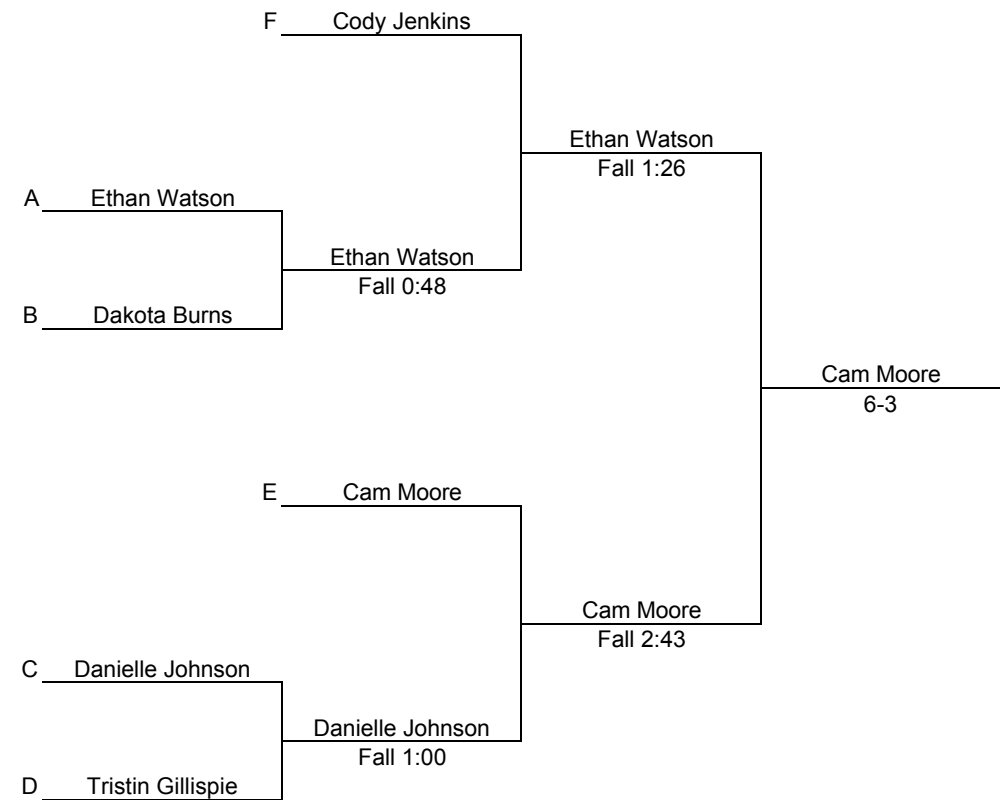 F Cody Jenkins
Ethan Watson
Fall 1:26
A Ethan Watson
Ethan Watson
Fall 0:48
B Dakota Burns
Cam Moore
6-3
E Cam Moore
Cam Moore
Fall 2:43
C Danielle Johnson
Danielle Johnson
Fall 1:00
D Tristin Gillispie